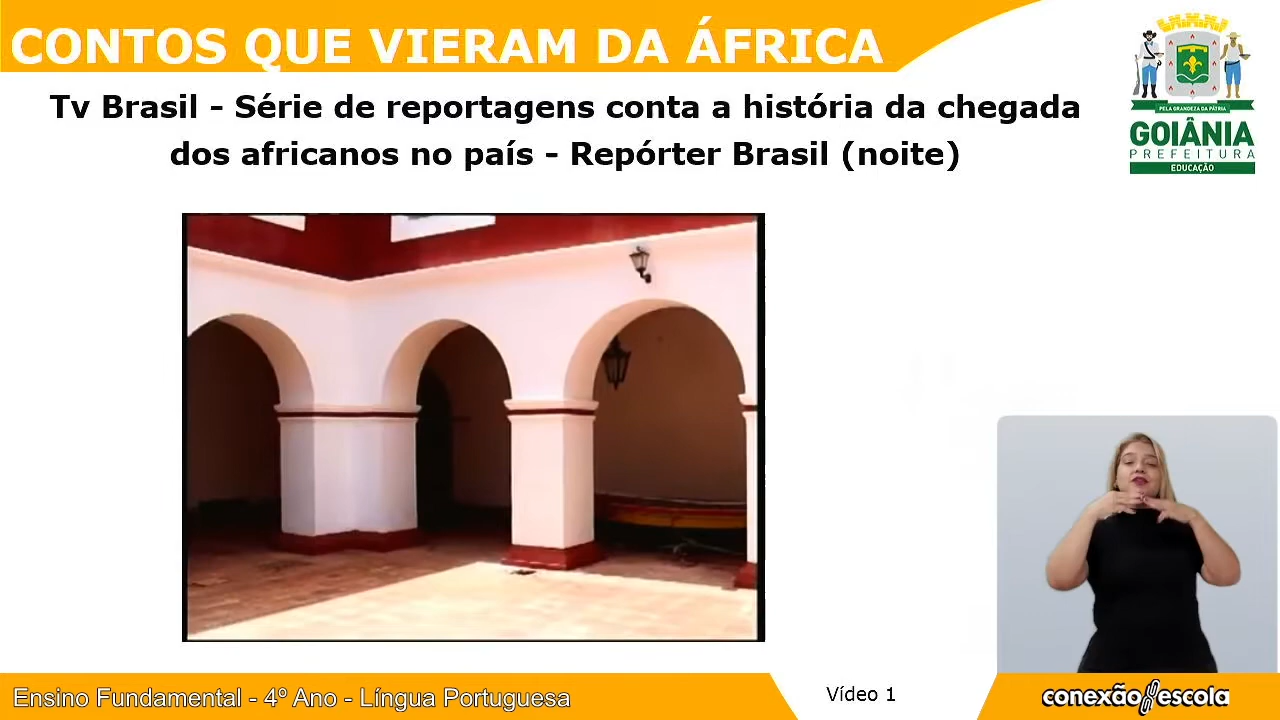 CONTOS QUE VIERAM DA ÁFRICA
Tv Brasil - Série de reportagens conta a história da chegada
dos africanos no país - Repórter Brasil (noite)
PELA GRANDEZA DA PÁTRIA
GOIÂNIA
PREFEITURA
EDUCAÇÃO
Ensino Fundamental - 4º Ano - Língua Portuguesa
Vídeo 1
conexão escola